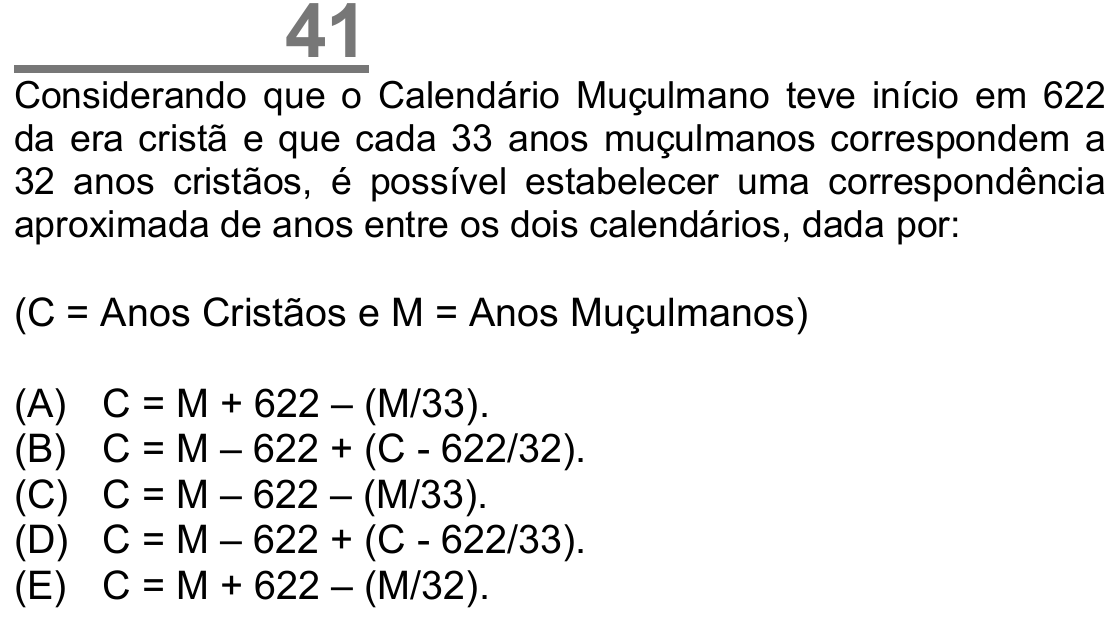 41
Considerando que o Calendário Muçulmano teve início em 622
da era cristã e que cada 33 anos muçulmanos correspondem a
32 anos cristãos, é possível estabelecer uma correspondência
aproximada de anos entre os dois calendários, dada por:
(C = Anos Cristãos e M = Anos Muçulmanos)
(A) C = M + 622 – (M/33).
(B) C = M – 622 + (C - 622/32).
(C) C = M – 622 – (M/33).
(D) C = M – 622 + (C - 622/33).
(E) C = M + 622 – (M/32).